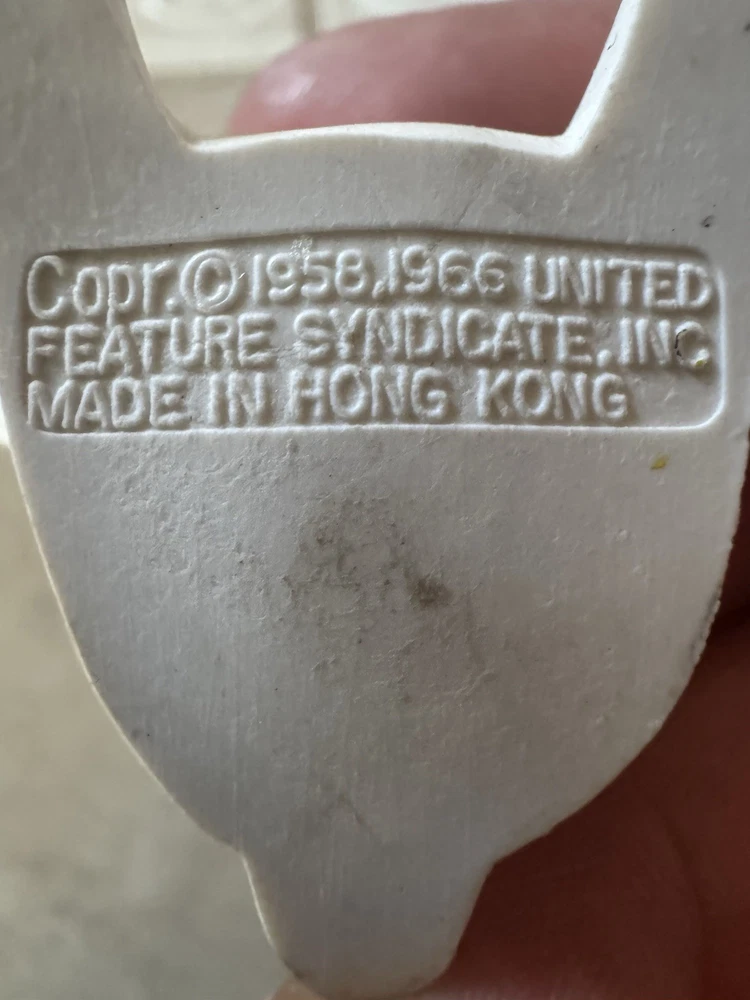 Copr.© 1958,1966 UNITED
FEATURE SYNDICATE,INC
MADE IN HONG KONG